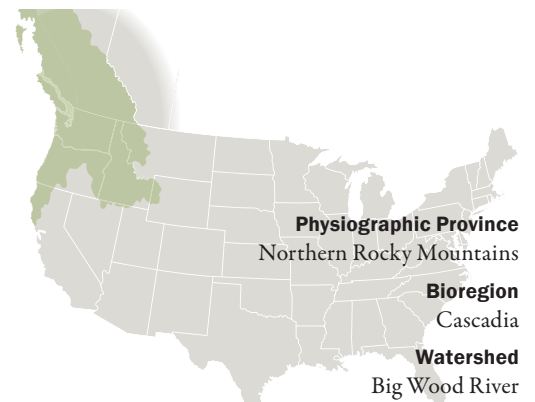 Physiographic Province
Northern Rocky Mountains
Bioregion
Cascadia
Watershed
Big Wood River